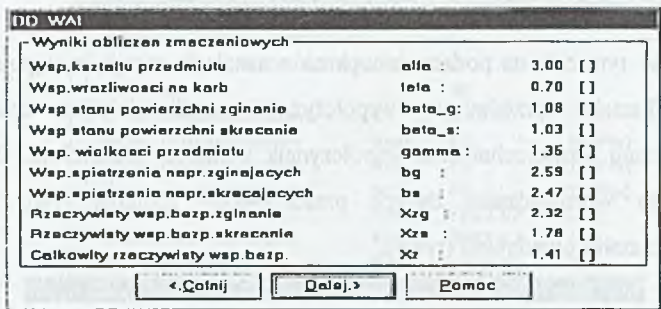 DD WAL
Wyniki obliczen zmeczeniowych
Wsp.ksztaltu przedmiotu alfa : 3.00 [ ]
Wsp.wrazliwosci na karb teta : 0.70 [ ]
Wsp stanu powierzchni zginanie beta_g: 1.08 [ ]
Wsp stanu powierzchni skrecanie beta_s: 1.03 [ ]
Wsp.wielkosci przedmiotu gamma : 1.35 [ ]
Wsp.spietrzenia napr.zginajacych bg : 2.59 [ ]
Wsp.spietrzenia napr.skrecajacych bs : 2.47 [ ]
Rzeczywisty wsp.bezp.zginanie Xzg : 2.32 [ ]
Rzeczywisty wsp.bezp.skrecanie Xzs : 1.78 [ ]
Calkowity rzeczywisty wsp.bezp. Xz : 1.41 [ ]
<.Cofnij Dalej.> Pomoc